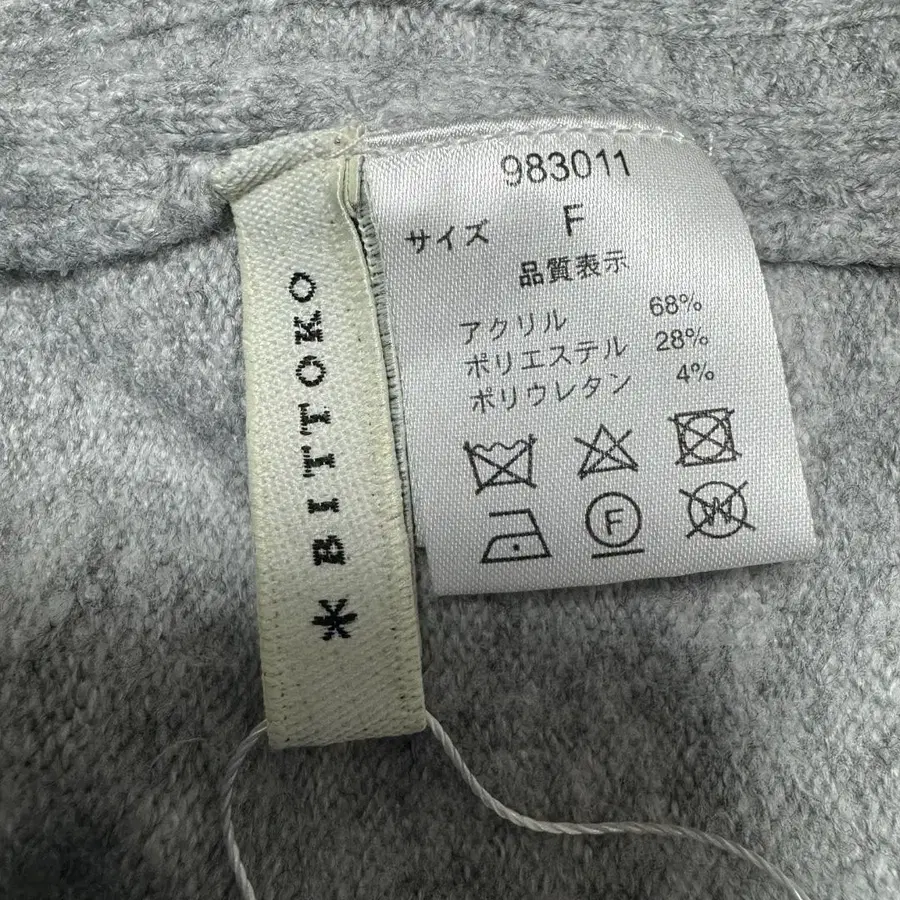 983011
サイズ F
品質表示
アクリル 68%
ポリエステル 28%
ポリウレタン 4%
F
W
* BITTOKO